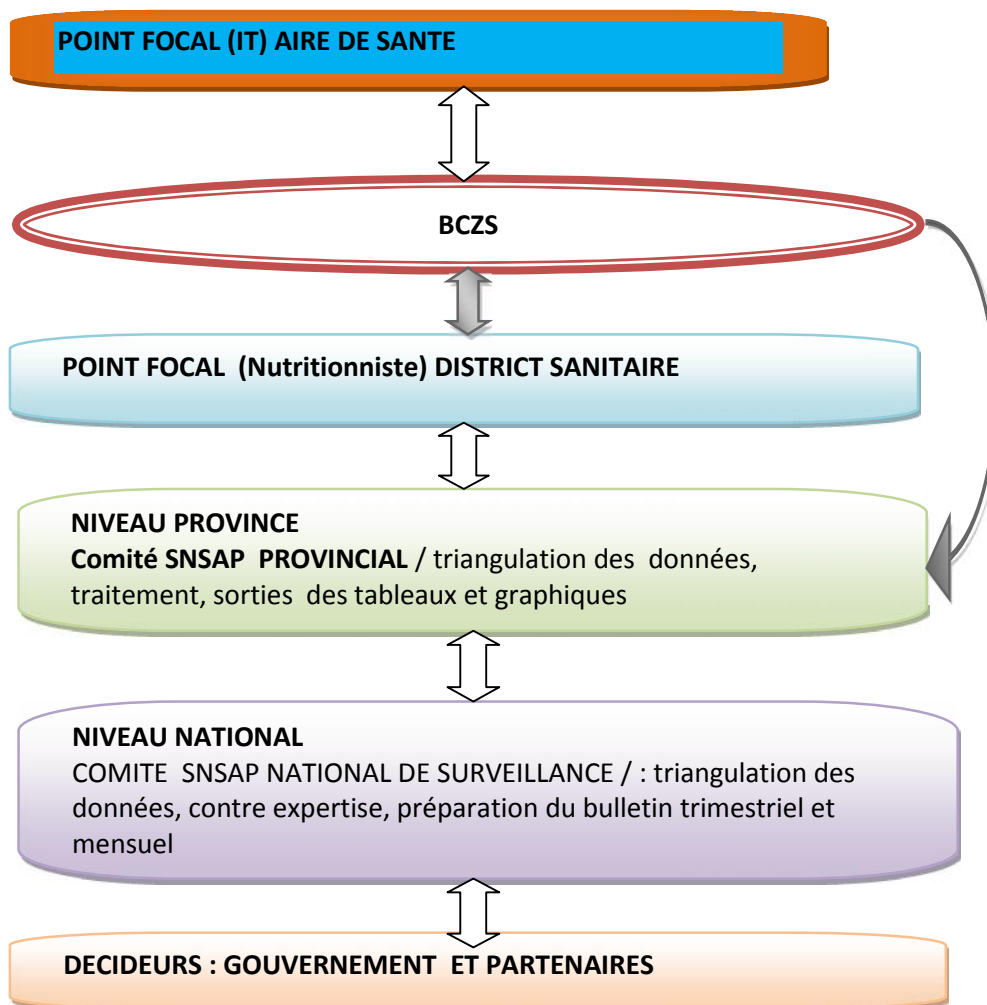 POINT FOCAL (IT) AIRE DE SANTE
BCZS
POINT FOCAL (Nutritionniste) DISTRICT SANITAIRE
NIVEAU PROVINCE
Comité SNSAP PROVINCIAL / triangulation des données,
traitement, sorties des tableaux et graphiques
NIVEAU NATIONAL
COMITE SNSAP NATIONAL DE SURVEILLANCE / : triangulation des
données, contre expertise, préparation du bulletin trimestriel et
mensuel
DECIDEURS : GOUVERNEMENT ET PARTENAIRES